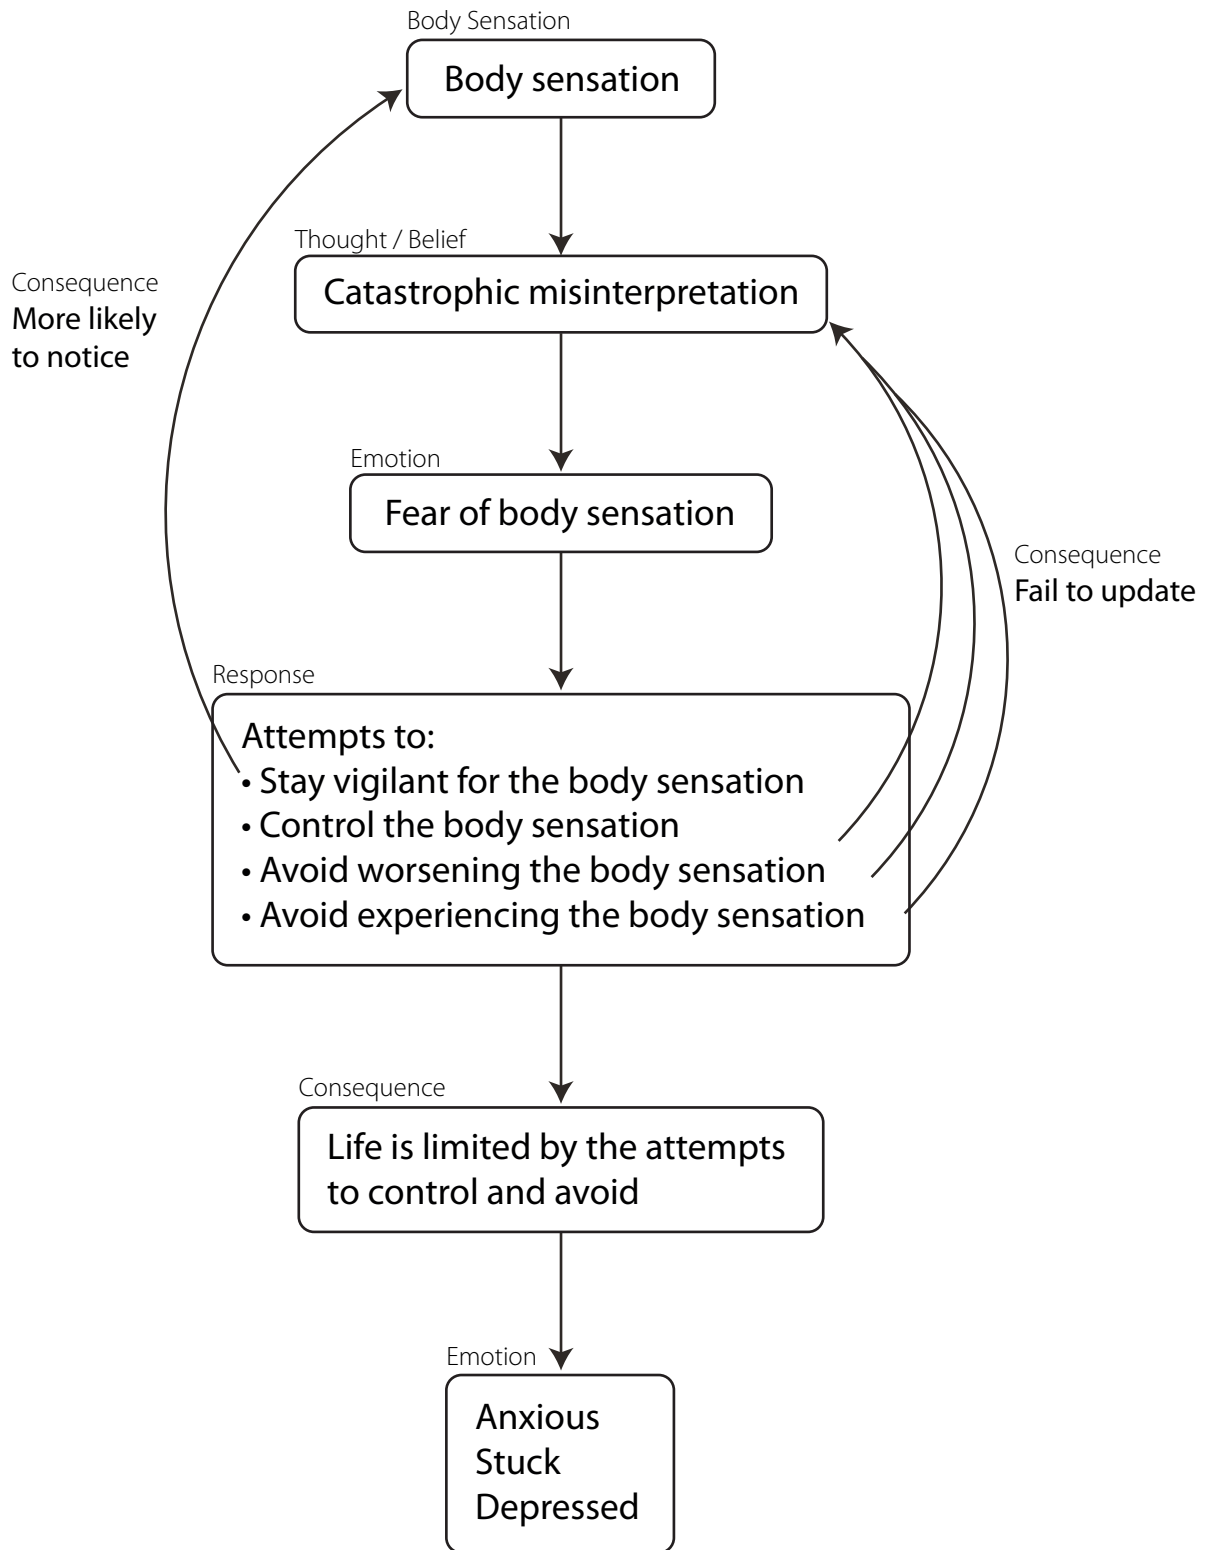 Body Sensation
Body sensation
Thought / Belief
Catastrophic misinterpretation
Consequence
More likely
to notice
Emotion
Fear of body sensation
Consequence
Fail to update
Response
Attempts to:
• Stay vigilant for the body sensation
• Control the body sensation
• Avoid worsening the body sensation
• Avoid experiencing the body sensation
Consequence
Life is limited by the attempts
to control and avoid
Emotion
Anxious
Stuck
Depressed